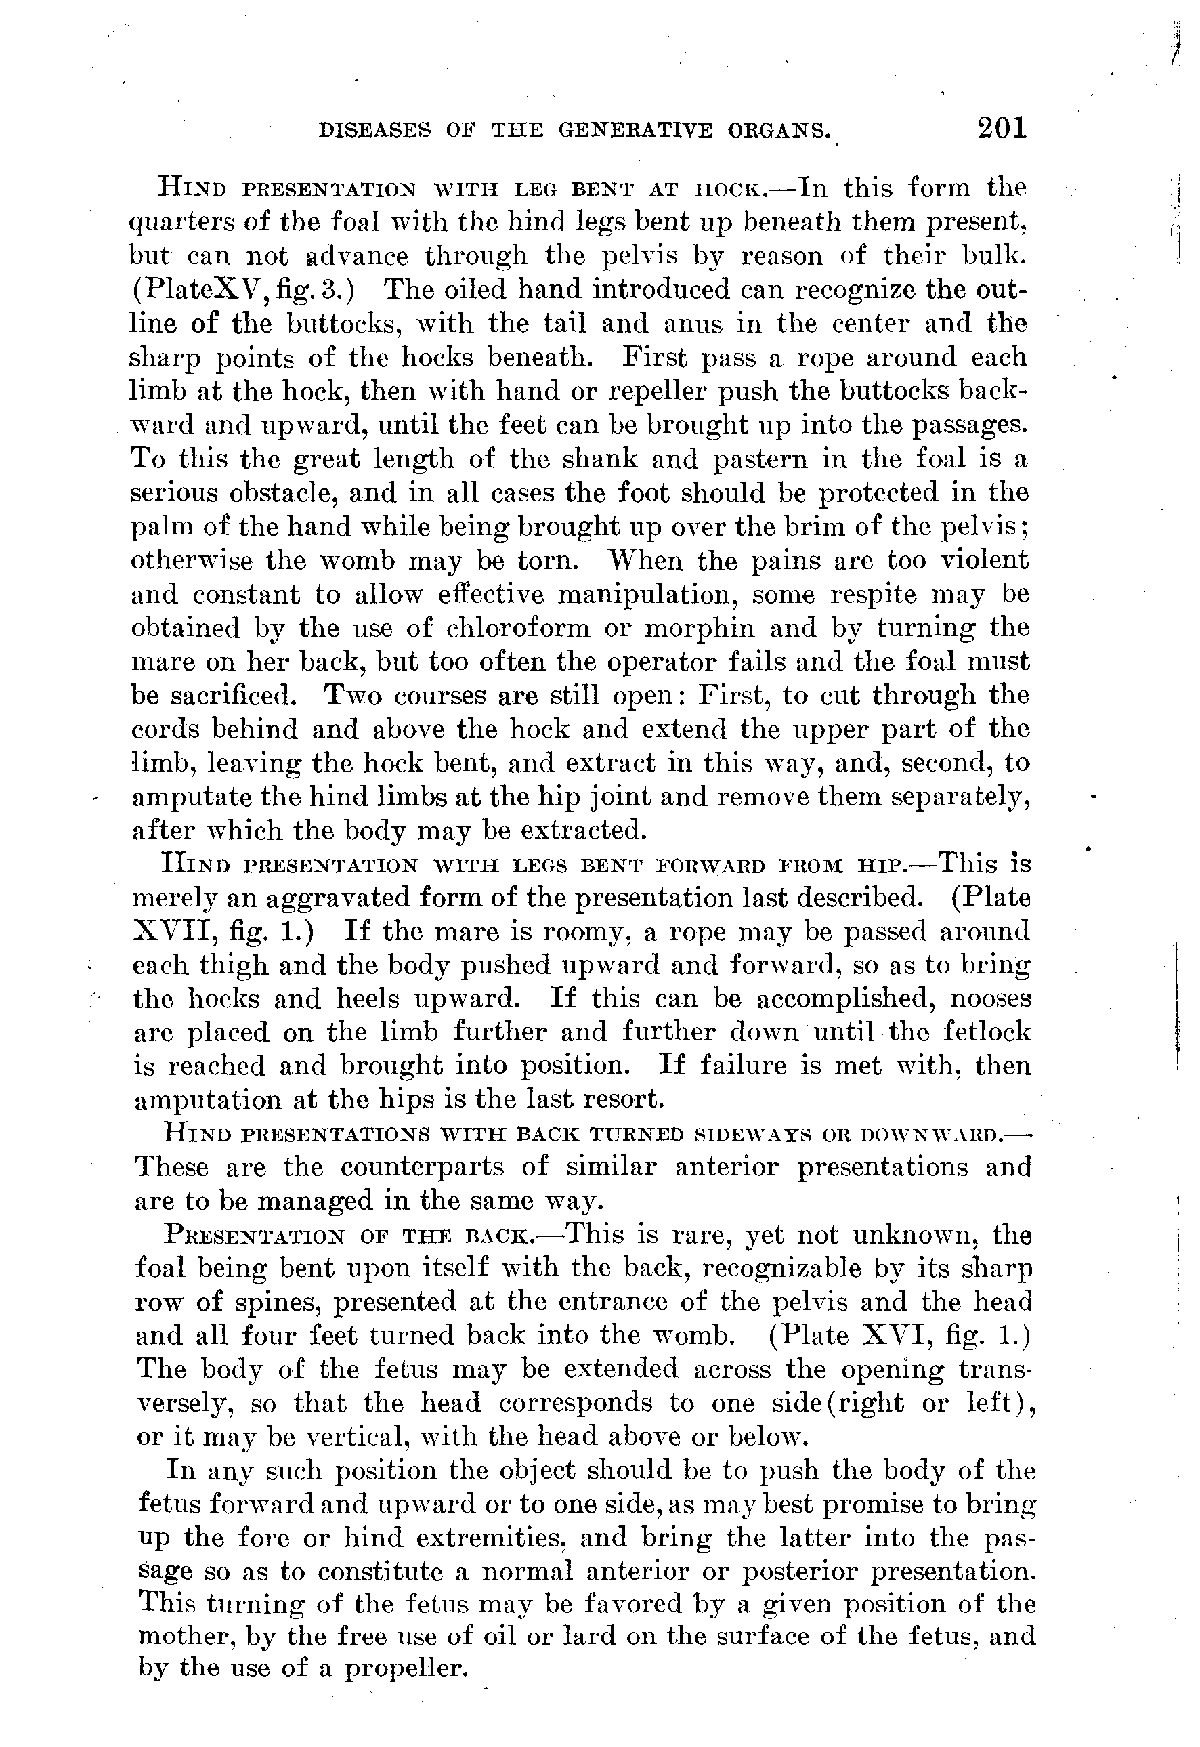 DISEASES OF THE GENERATIVE ORGANS. 201
HIND PRESENTATION WITH LEG BENT AT HOCK.—In this form the
quarters of the foal with the hind legs bent up beneath them present,
but can not advance through the pelvis by reason of their bulk.
(Plate XV, fig. 3.) The oiled hand introduced can recognize the out-
line of the buttocks, with the tail and anus in the center and the
sharp points of the hocks beneath. First pass a rope around each
limb at the hock, then with hand or repeller push the buttocks back-
ward and upward, until the feet can be brought up into the passages.
To this the great length of the shank and pastern in the foal is a
serious obstacle, and in all cases the foot should be protected in the
palm of the hand while being brought up over the brim of the pelvis;
otherwise the womb may be torn. When the pains are too violent
and constant to allow effective manipulation, some respite may be
obtained by the use of chloroform or morphin and by turning the
mare on her back, but too often the operator fails and the foal must
be sacrificed. Two courses are still open: First, to cut through the
cords behind and above the hock and extend the upper part of the
limb, leaving the hock bent, and extract in this way, and, second, to
amputate the hind limbs at the hip joint and remove them separately,
after which the body may be extracted.
HIND PRESENTATION WITH LEGS BENT FORWARD FROM HIP.—This is
merely an aggravated form of the presentation last described. (Plate
XVII, fig. 1.) If the mare is roomy, a rope may be passed around
each thigh and the body pushed upward and forward, so as to bring
the hocks and heels upward. If this can be accomplished, nooses
are placed on the limb further and further down until the fetlock
is reached and brought into position. If failure is met with, then
amputation at the hips is the last resort.
HIND PRESENTATIONS WITH BACK TURNED SIDEWAYS OR DOWNWARD.—
These are the counterparts of similar anterior presentations and
are to be managed in the same way.
PRESENTATION OF THE BACK.—This is rare, yet not unknown, the
foal being bent upon itself with the back, recognizable by its sharp
row of spines, presented at the entrance of the pelvis and the head
and all four feet turned back into the womb. (Plate XVI, fig. 1.)
The body of the fetus may be extended across the opening trans-
versely, so that the head corresponds to one side (right or left),
or it may be vertical, with the head above or below.
In any such position the object should be to push the body of the
fetus forward and upward or to one side, as may best promise to bring
up the fore or hind extremities, and bring the latter into the pas-
sage so as to constitute a normal anterior or posterior presentation.
This turning of the fetus may be favored by a given position of the
mother, by the free use of oil or lard on the surface of the fetus, and
by the use of a propeller.